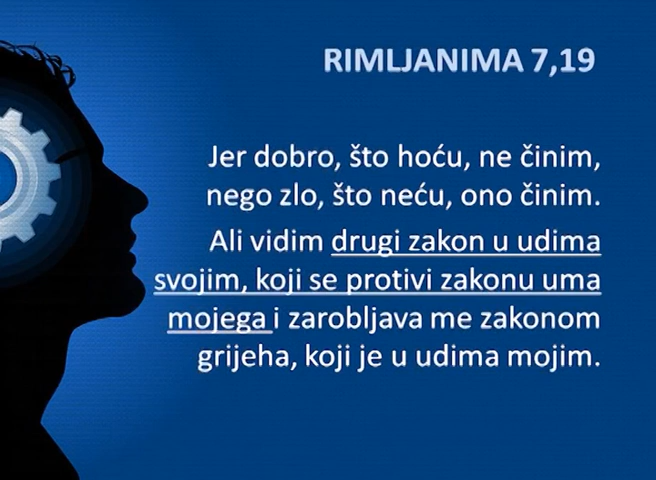 RIMLJANIMA 7,19
Jer dobro, što hoću, ne činim,
nego zlo, što neću, ono činim.
Ali vidim drugi zakon u udima
svojim, koji se protivi zakonu uma
mojega i zarobljava me zakonom
grijeha, koji je u udima mojim.